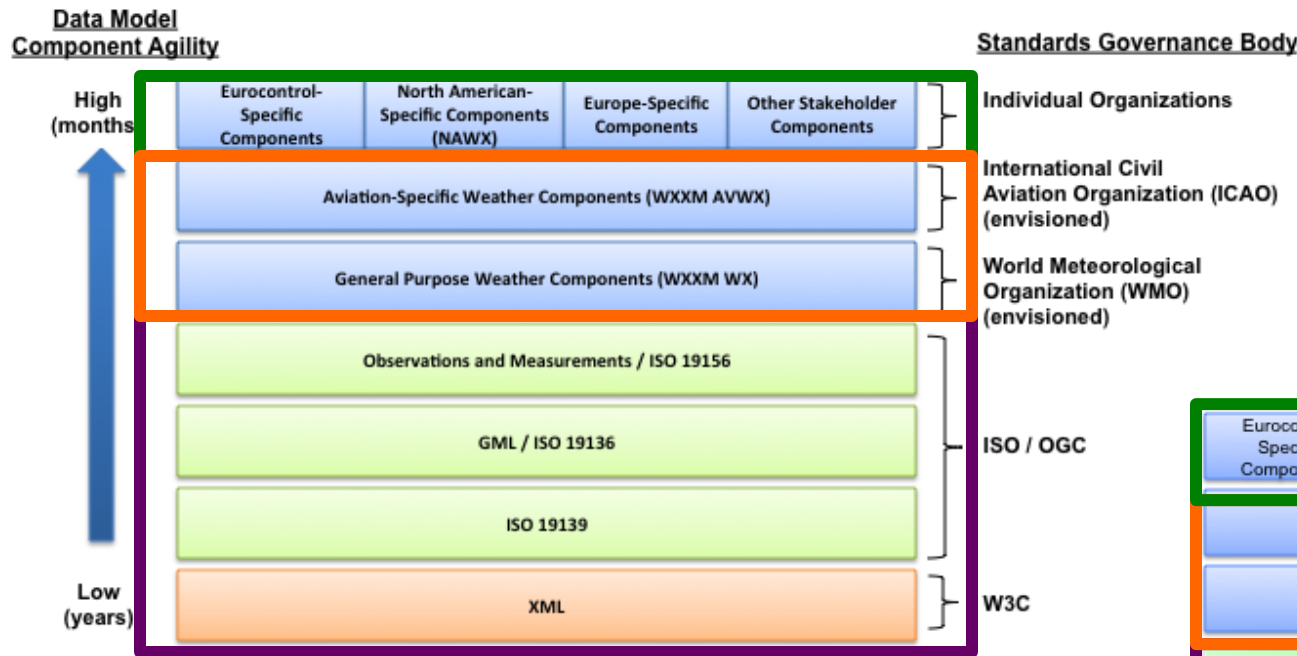 Data Model
Component Agility
Standards Governance Body
High
(months
Eurocontrol-
Specific
Components
North American-
Specific Components
(NAWX)
Europe-Specific
Components
Other Stakeholder
Components
Individual Organizations
Aviation-Specific Weather Components (WXXM AVWX)
International Civil
Aviation Organization (ICAO)
(envisioned)
General Purpose Weather Components (WXXM WX)
World Meteorological
Organization (WMO)
(envisioned)
Observations and Measurements / ISO 19156
GML / ISO 19136
ISO / OGC
ISO 19139
Low
(years)
XML
W3C
Euroco
Spec
Compo